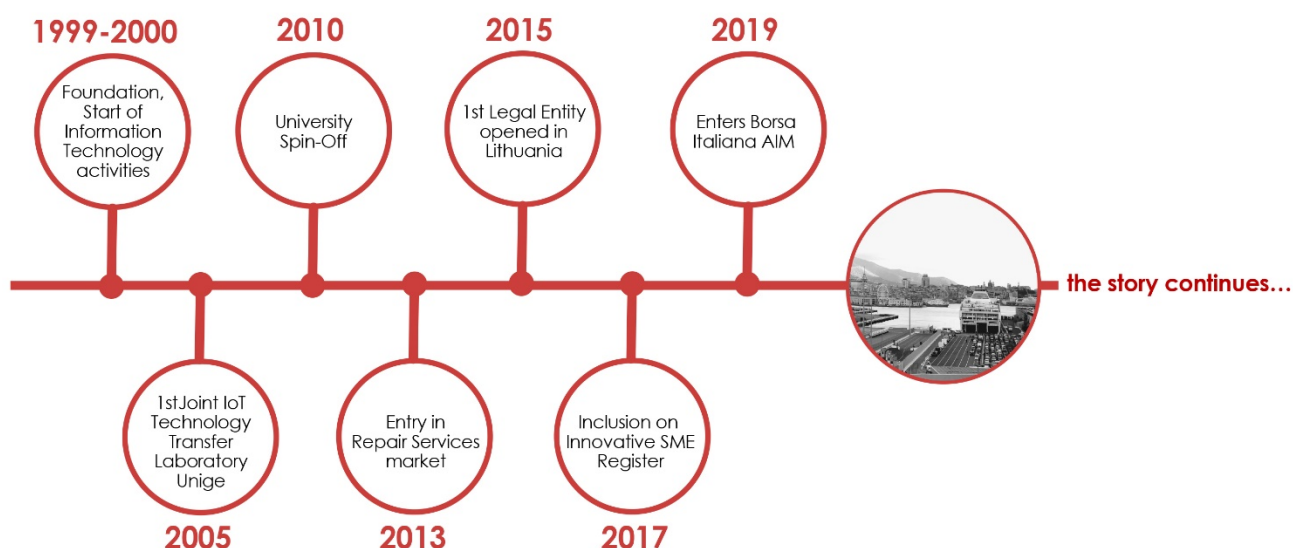 1999-2000
Foundation,
Start of
Information
Technology
activities
2005
1stJoint IoT
Technology
Transfer
Laboratory
Unige
2010
University
Spin-Off
2013
Entry in
Repair Services
market
2015
1st Legal Entity
opened in
Lithuania
2017
Inclusion on
Innovative SME
Register
2019
Enters Borsa
Italiana AIM
the story continues...